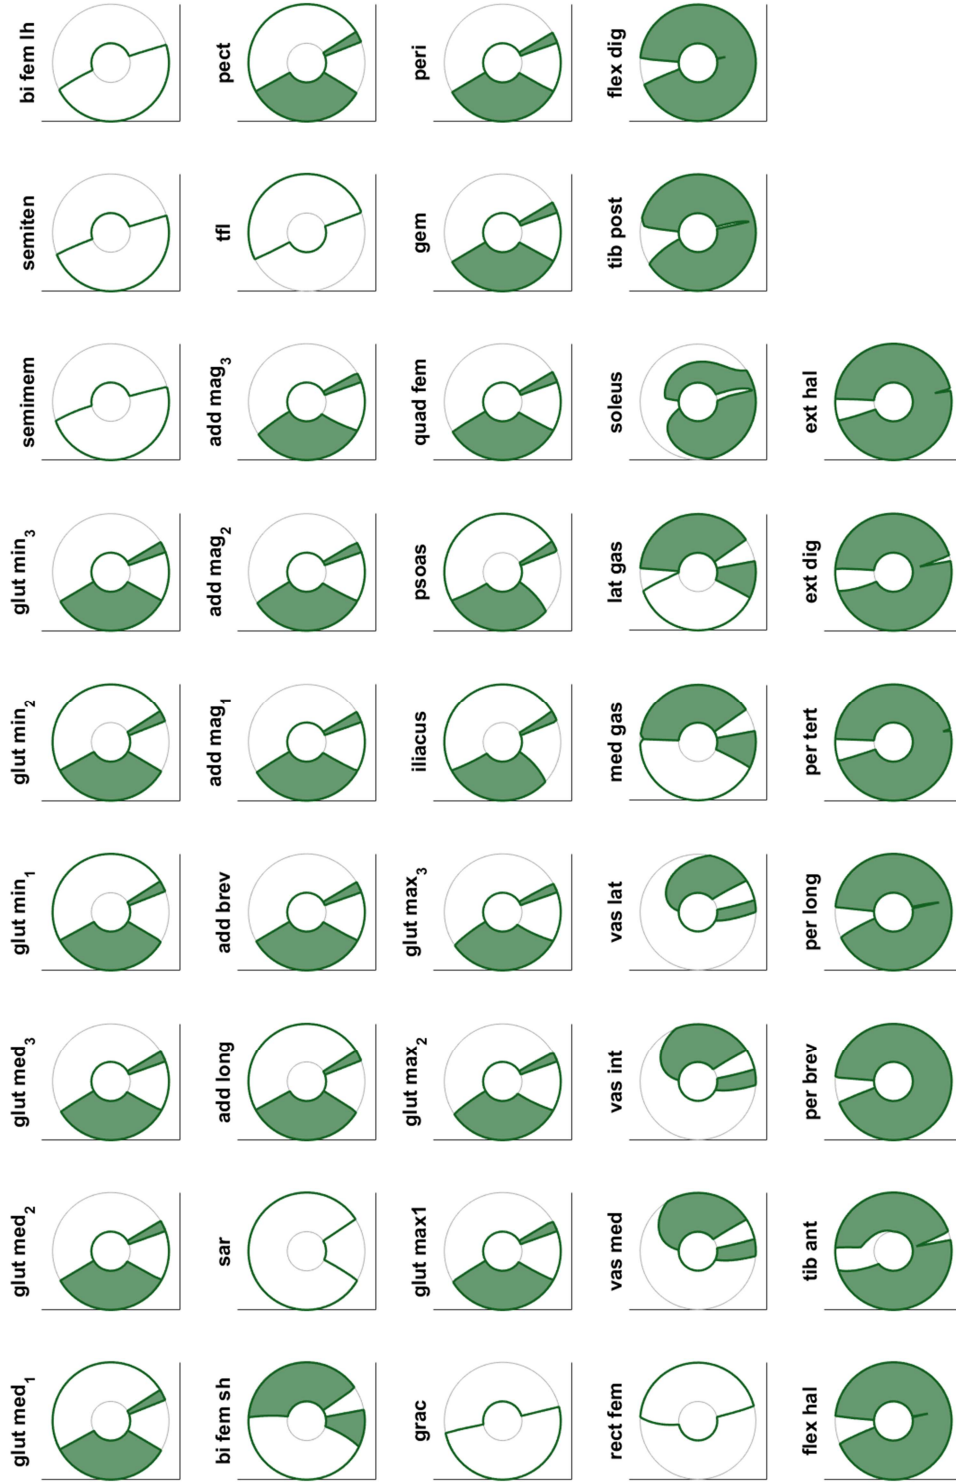 glut med₁
glut med₂
glut med₃
glut min₁
glut min₂
glut min₃
semimem
semiten
bi fem lh
bi fem sh
sar
add long
add brev
add mag₁
add mag₂
add mag₃
tfl
pect
grac
glut max1
glut max₂
glut max₃
iliacus
psoas
quad fem
gem
peri
rect fem
vas med
vas int
vas lat
med gas
lat gas
soleus
tib post
flex dig
flex hal
tib ant
per brev
per long
per tert
ext dig
ext hal